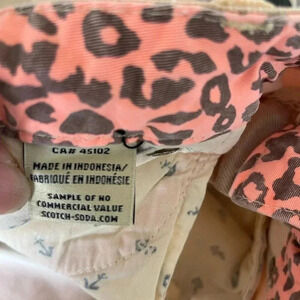 CA# 45102
MADE IN INDONESIA/
FABRIQUÉ EN INDONÉSIE
SAMPLE OF NO
COMMERCIAL VALUE
SCOTCH-SODA.COM